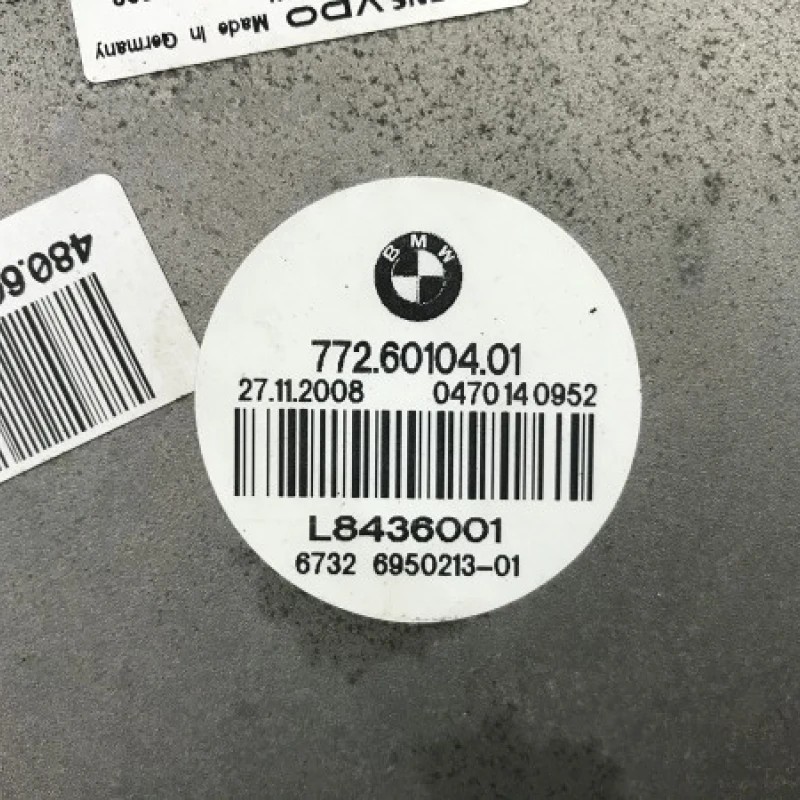 VDO Made In Germany
480.6
BMW
772.60104.01
27.11.2008 0470140952
L8436001
6732 6950213-01